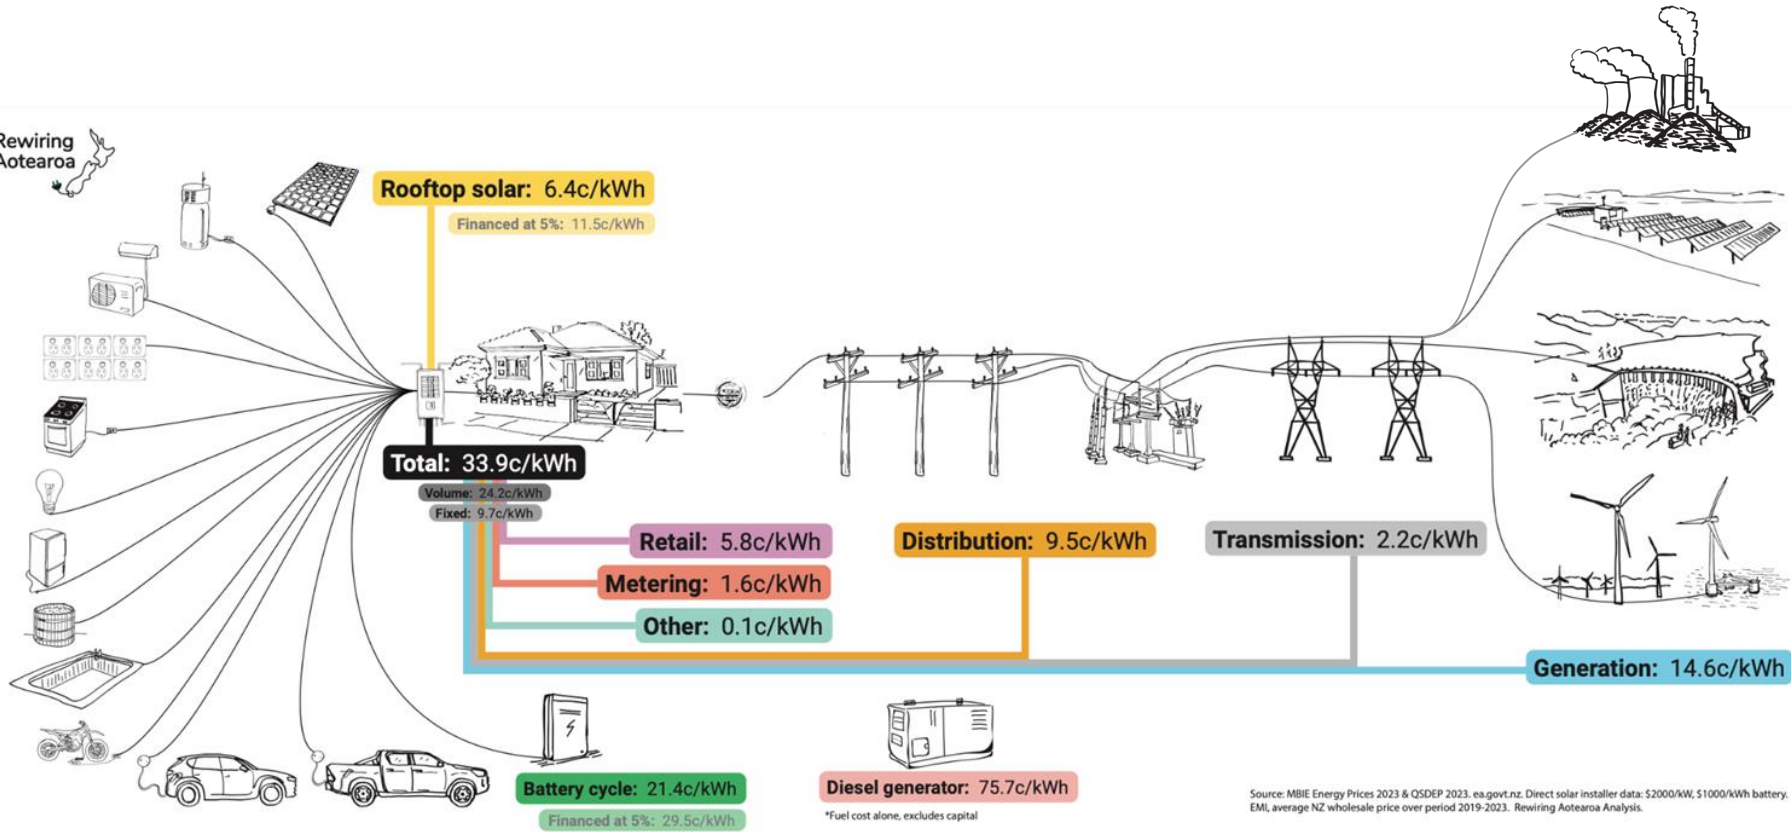 Rewiring
Aotearoa
Rooftop solar: 6.4c/kWh
Financed at 5%: 11.5c/kWh
Total: 33.9c/kWh
Volume: 24.2c/kWh
Fixed: 9.7c/kWh
Retail: 5.8c/kWh
Distribution: 9.5c/kWh
Transmission: 2.2c/kWh
Metering: 1.6c/kWh
Other: 0.1c/kWh
Generation: 14.6c/kWh
Battery cycle: 21.4c/kWh
Financed at 5%: 29.5c/kWh
Diesel generator: 75.7c/kWh
*Fuel cost alone, excludes capital
Source: MBIE Energy Prices 2023 & QSDEP 2023. ea.govt.nz. Direct solar installer data: $2000/kW, $1000/kWh battery.
EMI, average NZ wholesale price over period 2019-2023. Rewiring Aotearoa Analysis.